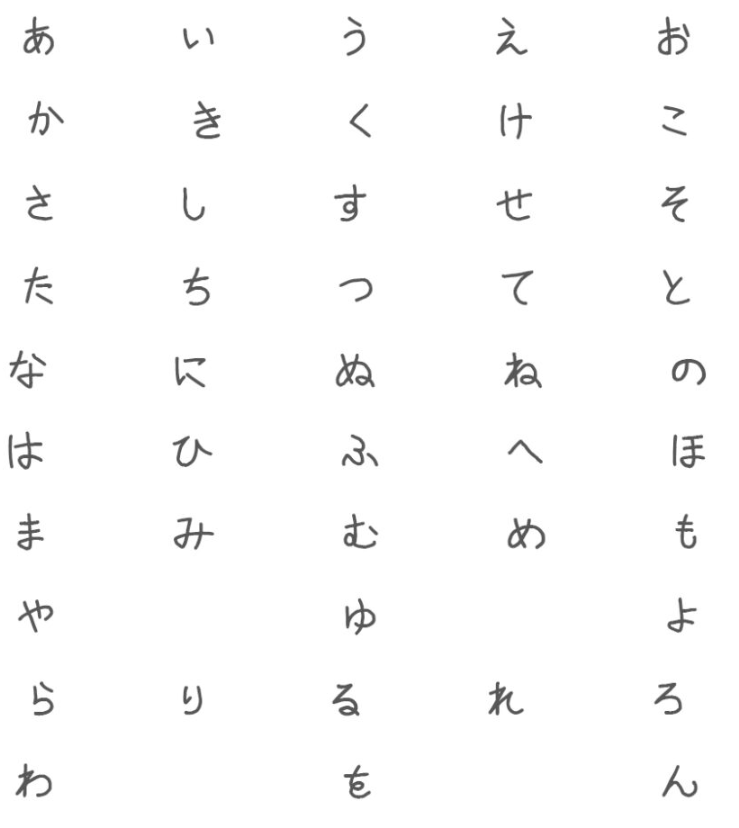 あ い う え お
か き く け こ
さ し す せ そ
た ち つ て と
な に ぬ ね の
は ひ ふ へ ほ
ま み む め も
や ゆ よ
ら り る れ ろ
わ を ん